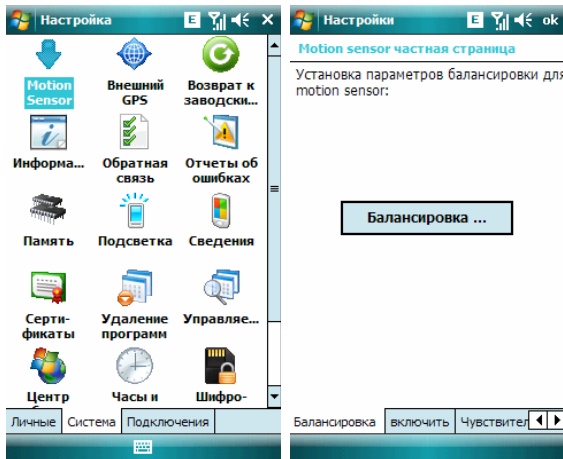 Настройка
E
Motion Sensor
Внешний GPS
Возврат к заводски...
Информа...
Обратная связь
Отчеты об ошибках
Память
Подсветка
Сведения
Серти-фикаты
Удаление программ
Управляе...
Центр
Часы и
Шифро-
Личные Система Подключения
Настройки
E
ok
Motion sensor частная страница
Установка параметров балансировки для
motion sensor:
Балансировка ...
Балансировка включить Чувствител